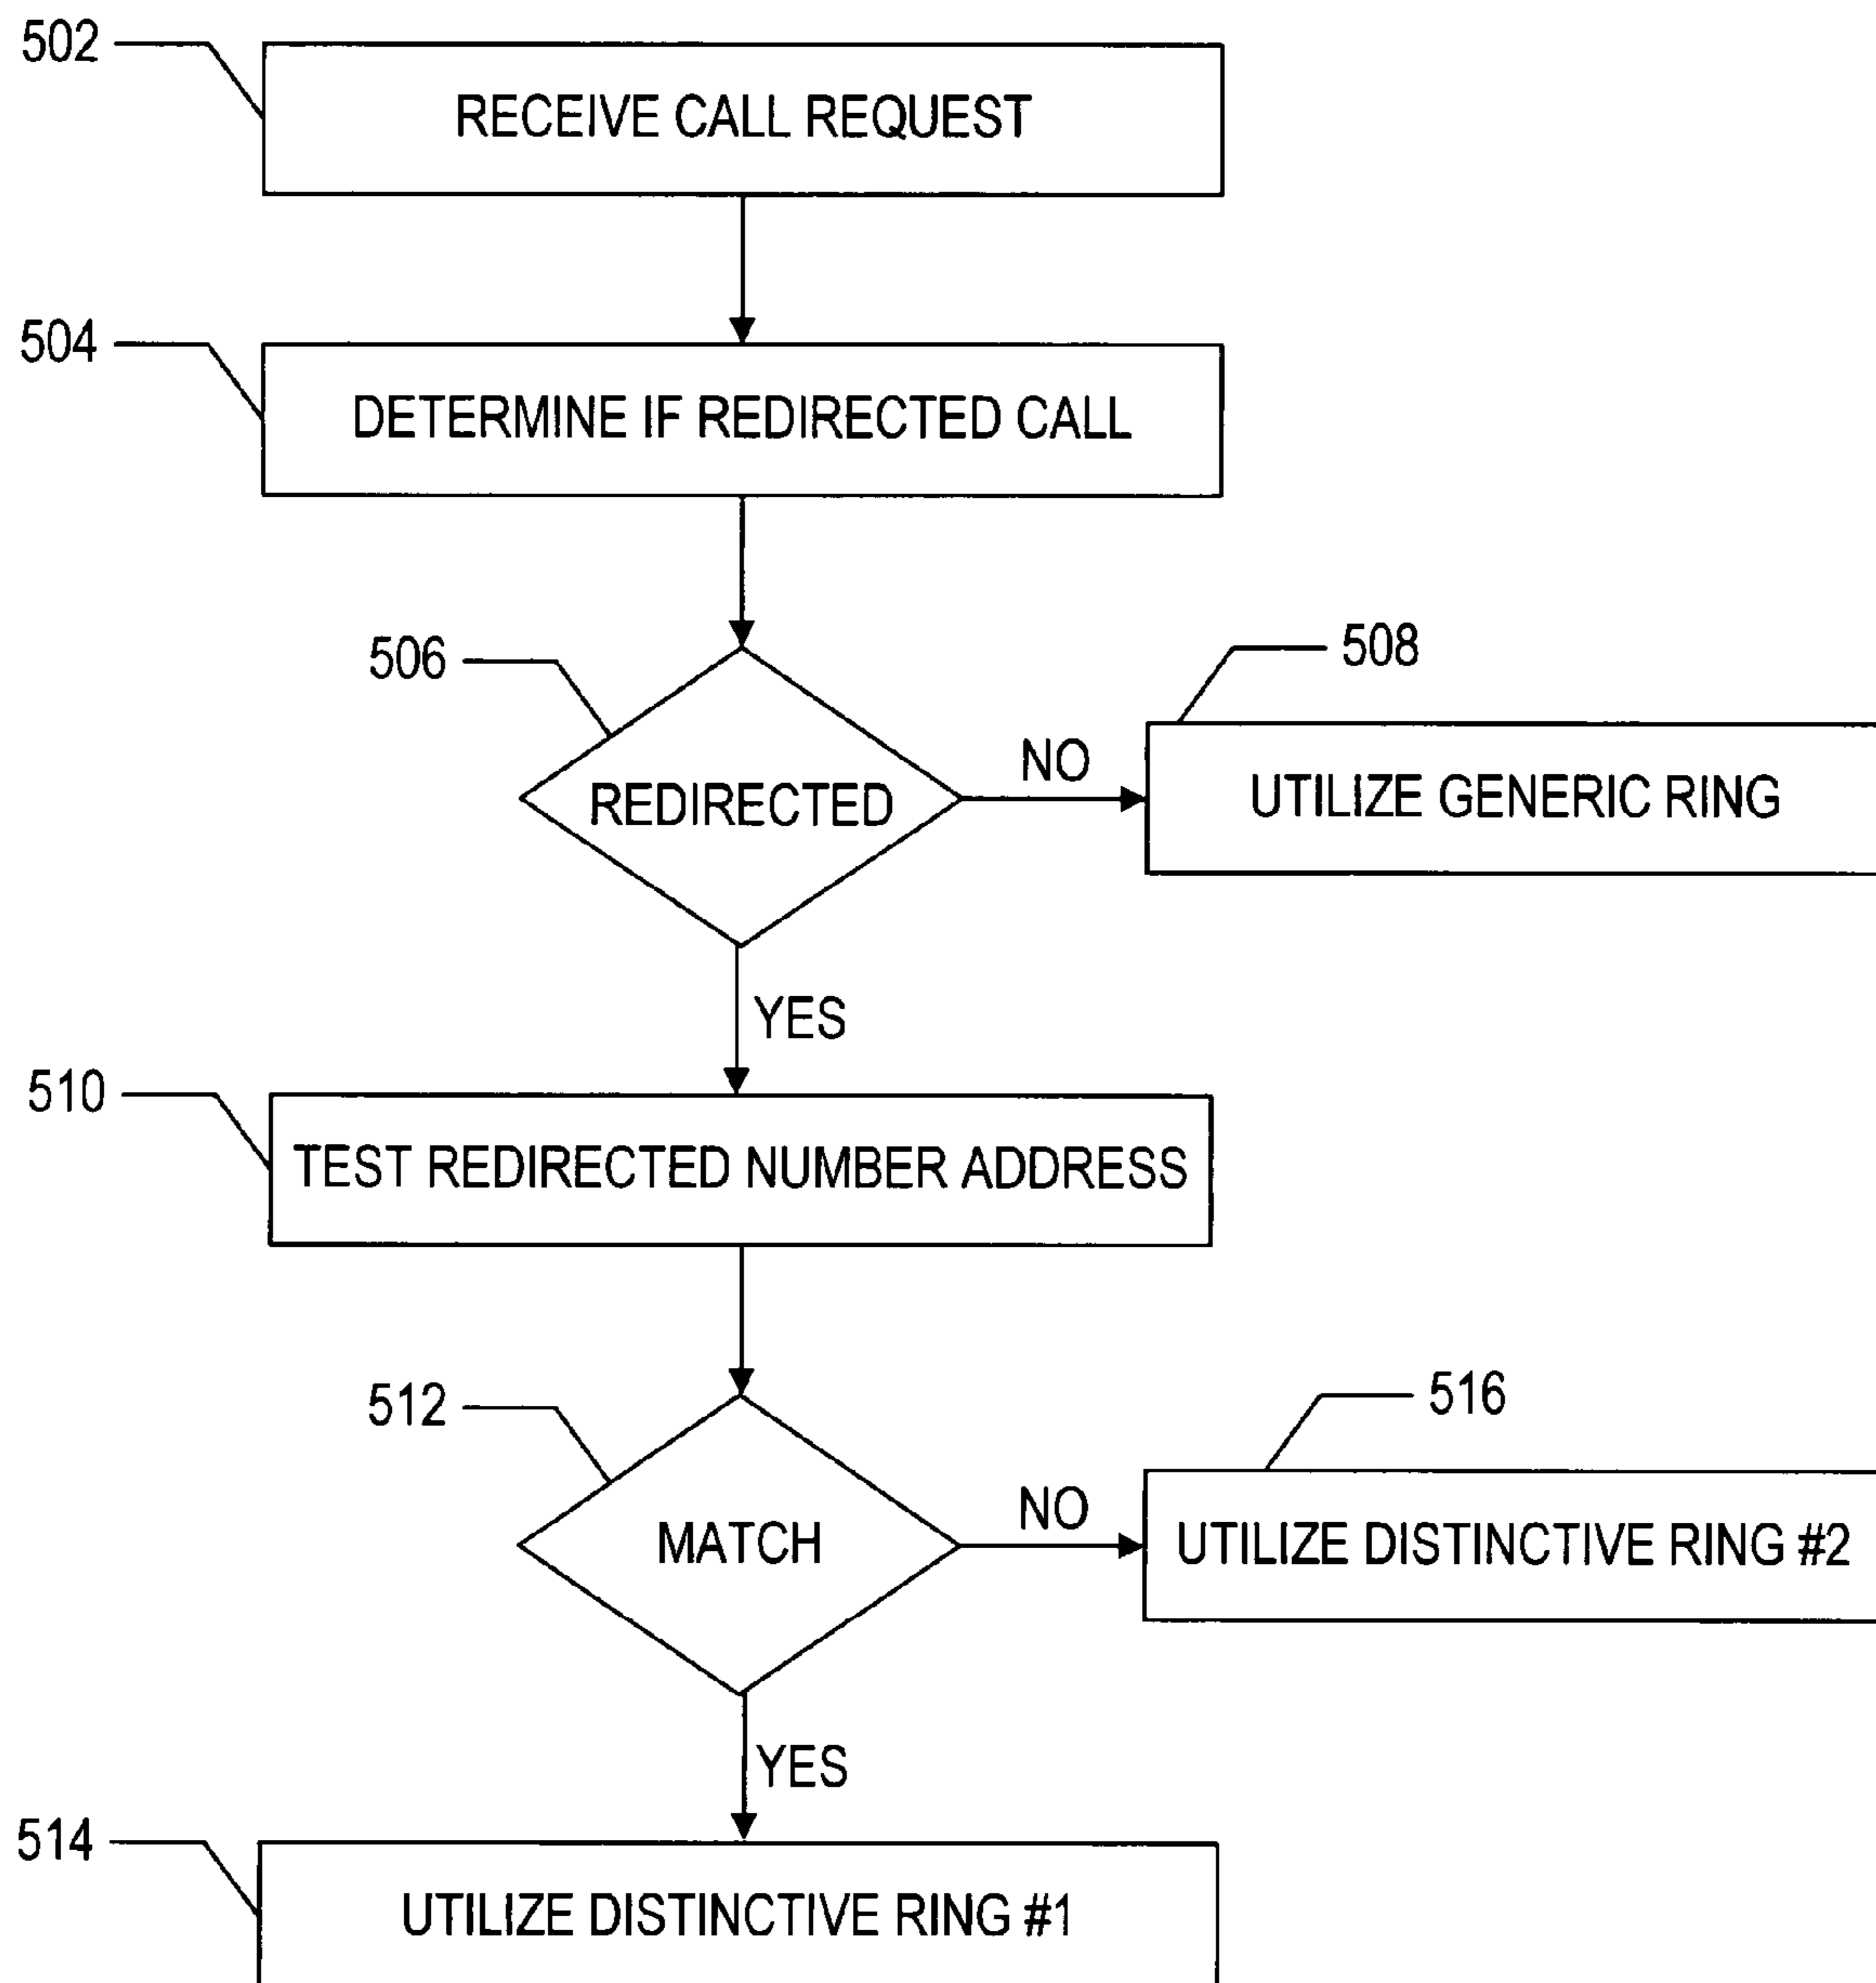 502
RECEIVE CALL REQUEST
504
DETERMINE IF REDIRECTED CALL
506
REDIRECTED
NO
508
UTILIZE GENERIC RING
YES
510
TEST REDIRECTED NUMBER ADDRESS
512
MATCH
NO
516
UTILIZE DISTINCTIVE RING #2
YES
514
UTILIZE DISTINCTIVE RING #1